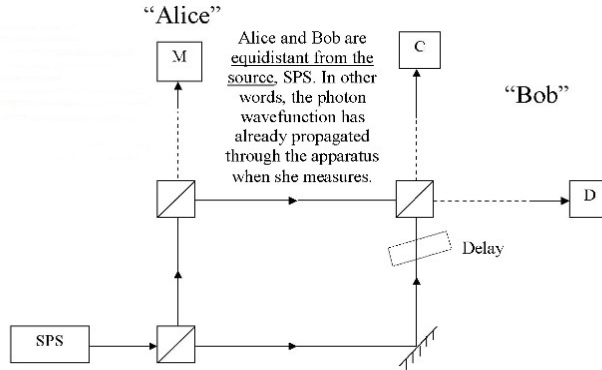 “Alice”
M
Alice and Bob are
equidistant from the
source, SPS. In other
words, the photon
wavefunction has
already propagated
through the apparatus
when she measures.
C
“Bob”
D
Delay
SPS